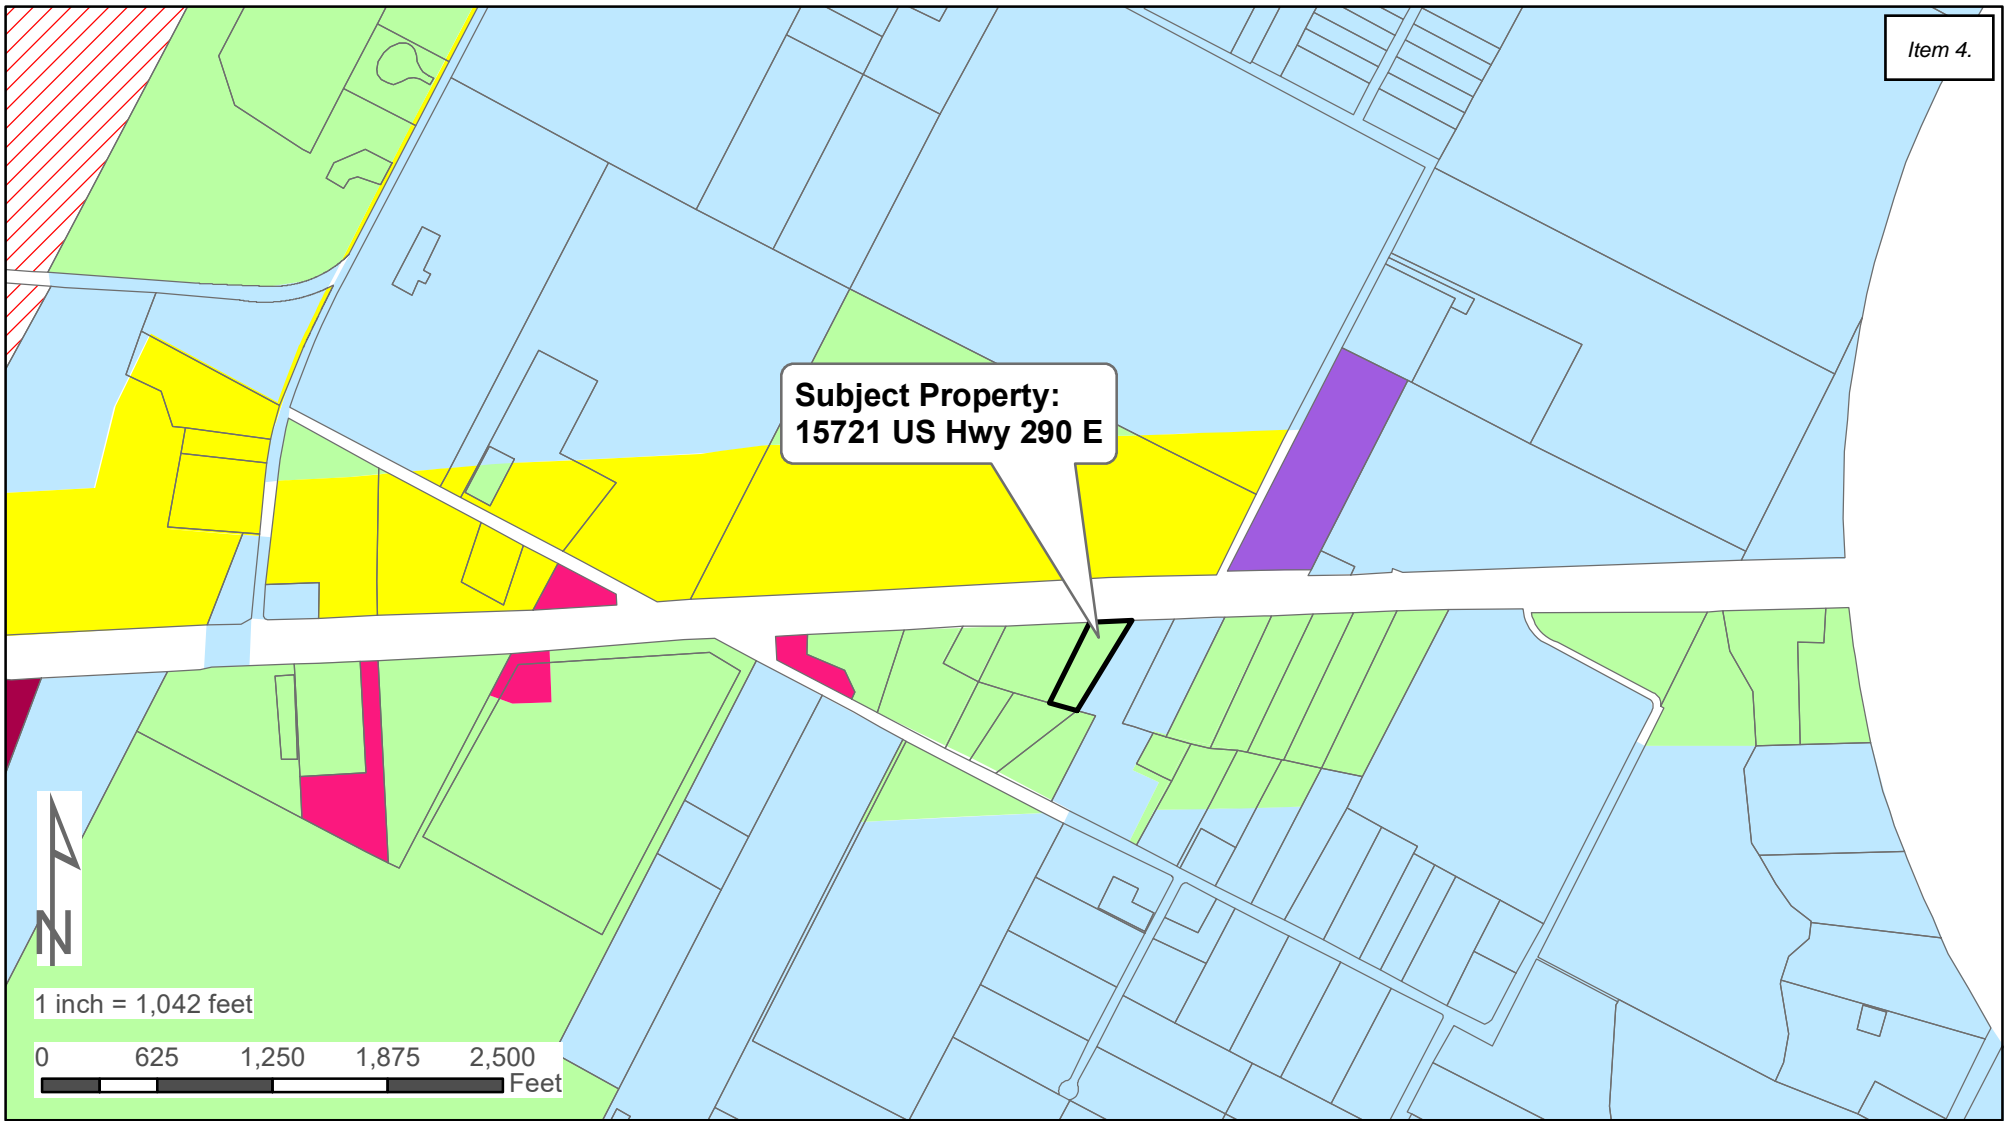 Item 4.
Subject Property:
15721 US Hwy 290 E
N
1 inch = 1,042 feet
0 625 1,250 1,875 2,500
Feet